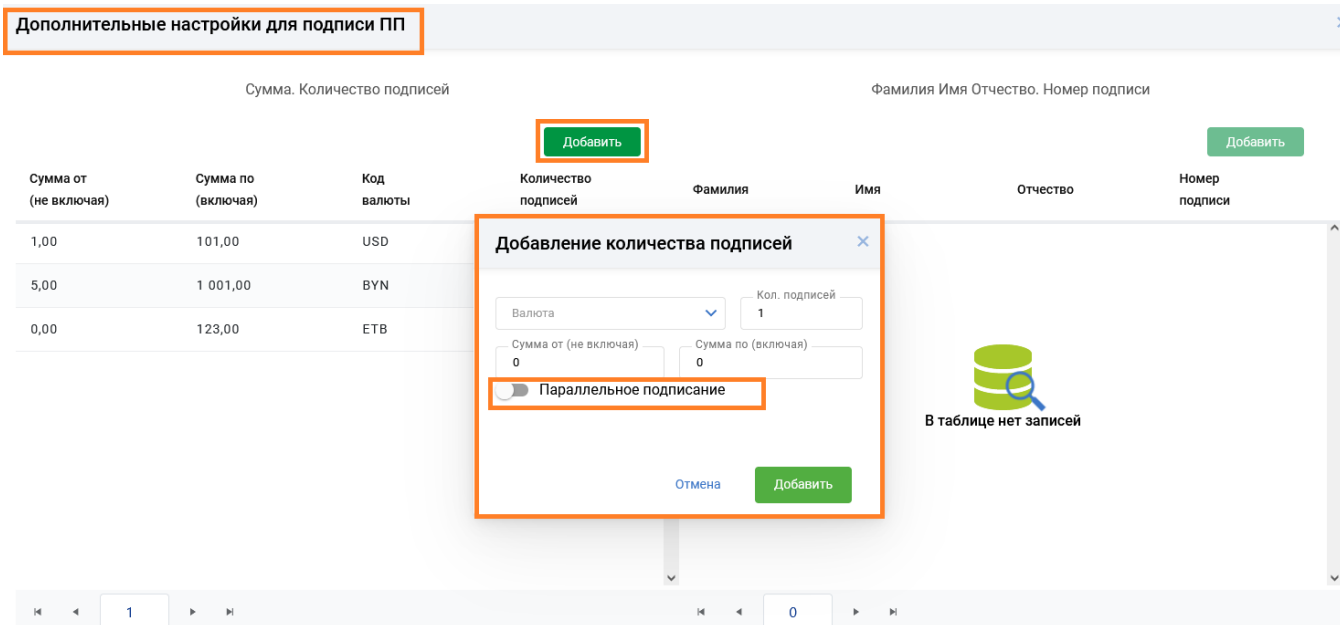 Дополнительные настройки для подписи ПП
Сумма. Количество подписей
Фамилия Имя Отчество. Номер подписи
Добавить
Добавить
Сумма от (не включая)
Сумма по (включая)
Код валюты
Количество подписей
Фамилия
Имя
Отчество
Номер подписи
1,00 101,00 USD
5,00 1 001,00 BYN
0,00 123,00 ETB
Добавление количества подписей
Валюта
Кол. подписей
1
Сумма от (не включая)
0
Сумма по (включая)
0
Параллельное подписание
Отмена
Добавить
В таблице нет записей
1
0